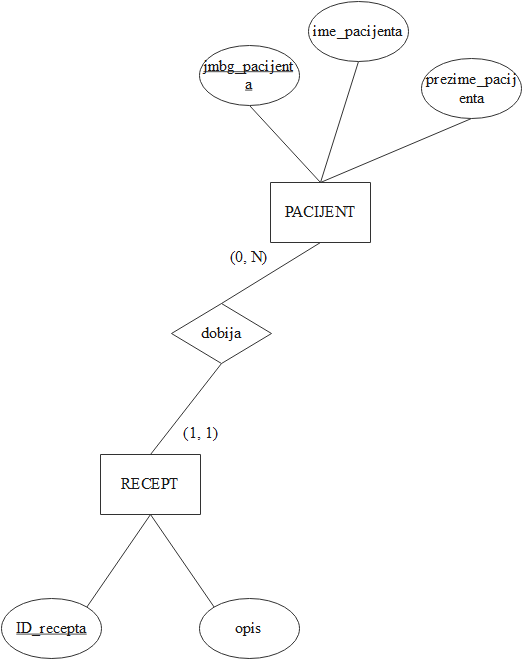 ime_pacijenta
jmbg_pacijent
a
prezime_pacij
enta
PACIJENT
(0, N)
dobija
(1, 1)
RECEPT
ID_recepta
opis